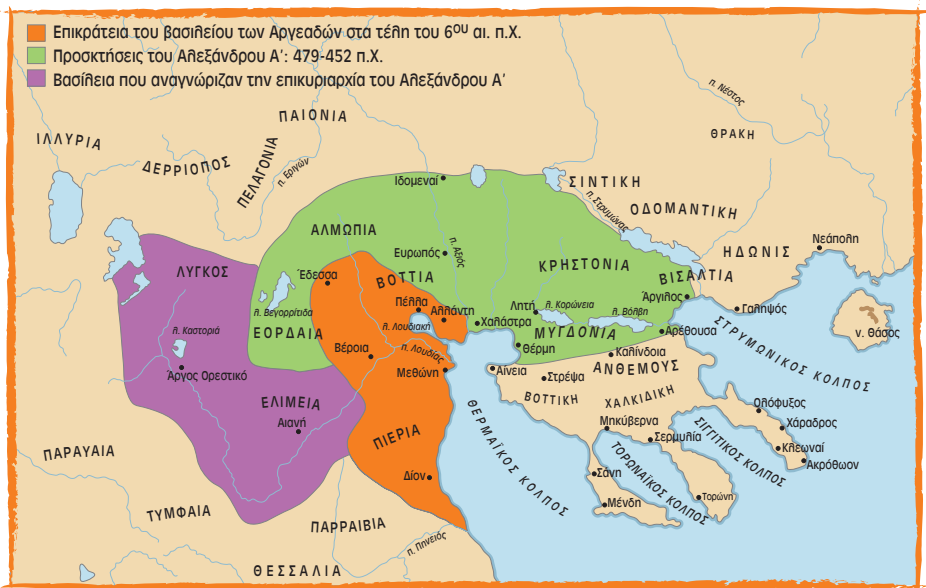 Επικράτεια του βασιλείου των Αργεαδών στα τέλη του 6ου αι. π.Χ.
Προσκτήσεις του Αλεξάνδρου Α': 479-452 π.Χ.
Βασίλεια που αναγνώριζαν την επικυριαρχία του Αλεξάνδρου Α'
π. Νέστος
ΠΑΙΟΝΙΑ
ΘΡΑΚΗ
ΙΛΛΥΡΙΑ
ΔΕΡΡΙΟΠΟΣ
ΠΕΛΑΓΟΝΙΑ
π. Εριγών
Ιδομεναί
ΣΙΝΤΙΚΗ
π. Στρυμώνας
ΟΔΟΜΑΝΤΙΚΗ
ΑΛΜΩΠΙΑ
Νεάπολη
ΗΔΩΝΙΣ
Ευρωπός
π. Αξιός
ΚΡΗΣΤΟΝΙΑ
ΛΥΓΚΟΣ
Έδεσσα
ΒΟΤΤΙΑ
ΒΙΣΑΛΤΙΑ
Άργιλος
Πέλλα
Αλλάντη
Λητή
λ. Κορώνεια
λ. Βόλβη
Γαληψός
λ. Βεγορρίτιδα
λ. Λουδιακή
Χαλάστρα
ΜΥΓΔΟΝΙΑ
Αρέθουσα
ν. Θάσος
λ. Καστοριά
ΕΟΡΔΑΙΑ
Βέροια
π. Λουδίας
Θέρμη
Καλίνδοια
ΣΤΡΥΜΟΝΙΚΟΣ ΚΟΛΠΟΣ
Άργος Ορεστικό
Μεθώνη
Αίνεια
Στρέψα
ΑΝΘΕΜΟΥΣ
ΒΟΤΤΙΚΗ
ΧΑΛΚΙΔΙΚΗ
ΕΛΙΜΕΙΑ
Αιανή
ΘΕΡΜΑΪΚΟΣ ΚΟΛΠΟΣ
Μηκύβερνα
Σερμυλία
ΣΙΓΓΙΤΙΚΟΣ ΚΟΛΠΟΣ
Ολόφυξος
Χάραδρος
Κλεωναί
Ακρόθωον
ΠΙΕΡΙΑ
ΠΑΡΑΥΑΙΑ
Δίον
Σάνη
ΤΟΡΩΝΑΪΚΟΣ ΚΟΛΠΟΣ
Μένδη
Τορώνη
ΤΥΜΦΑΙΑ
ΠΑΡΡΑΙΒΙΑ
π. Πηνειός
ΘΕΣΣΑΛΙΑ